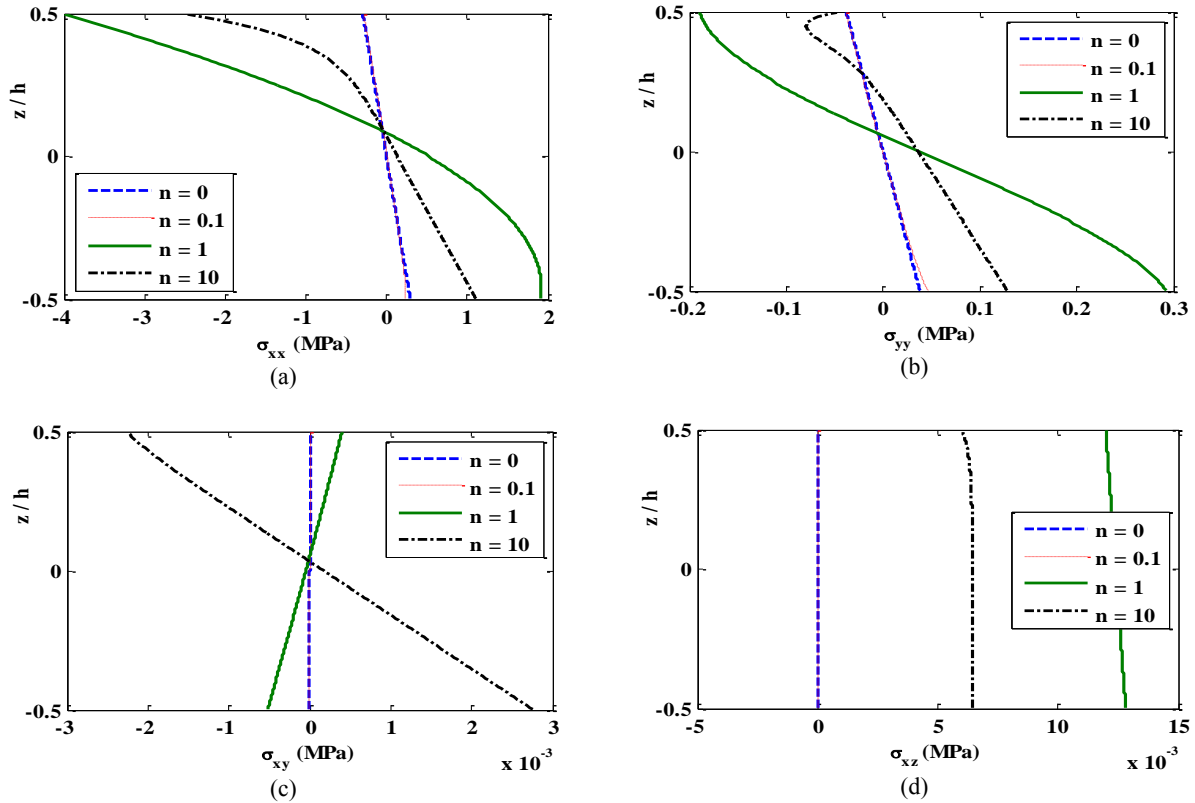 0.5
z / h
0
-0.5
n = 0
n = 0.1
n = 1
n = 10
−4 −3 −2 −1 0 1 2
σxx (MPa)
(a)
0.5
z / h
0
-0.5
n = 0
n = 0.1
n = 1
n = 10
−0.2 −0.1 0 0.1 0.2 0.3
σyy (MPa)
(b)
0.5
z / h
0
-0.5
n = 0
n = 0.1
n = 1
n = 10
−3 −2 −1 0 1 2 3
x 10⁻³
σxy (MPa)
(c)
0.5
z / h
0
-0.5
n = 0
n = 0.1
n = 1
n = 10
−5 0 5 10 15
x 10⁻³
σxz (MPa)
(d)